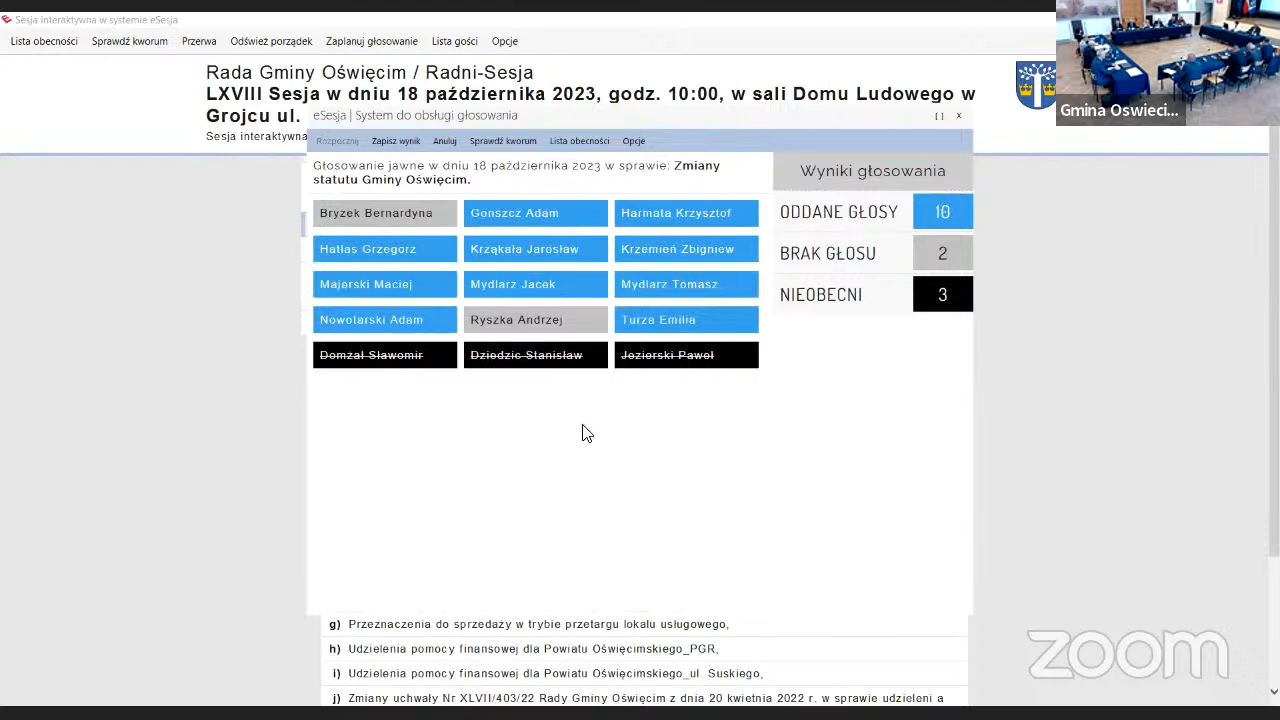 Sesja interaktywna w systemie eSesja
Lista obecności Sprawdź kworum Przerwa Odśwież porządek Zaplanuj głosowanie Lista gości Opcje
Rada Gminy Oświęcim / Radni-Sesja
LXVIII Sesja w dniu 18 października 2023, godz. 10:00, w sali Domu Ludowego w
Grojcu ul.
Sesja interaktywna
Gmina Oswieci...
eSesja | System do obsługi głosowania
[ ] x
Rozpocznij Zapisz wynik Anuluj Sprawdź kworum Lista obecności Opcje
Głosowanie jawne w dniu 18 października 2023 w sprawie: Zmiany
statutu Gminy Oświęcim.
Bryzek Bernardyna Gonszcz Adam Harmata Krzysztof
Hatłas Grzegorz Krząkała Jarosław Krzemień Zbigniew
Majerski Maciej Mydlarz Jacek Mydlarz Tomasz
Nowotarski Adam Ryszka Andrzej Turza Emilia
Domżał Sławomir Dziedzic Stanisław Jezierski Paweł
Wyniki głosowania
ODDANE GŁOSY 10
BRAK GŁOSU 2
NIEOBECNI 3
g) Przeznaczenia do sprzedaży w trybie przetargu lokalu usługowego,
h) Udzielenia pomocy finansowej dla Powiatu Oświęcimskiego_PGR,
i) Udzielenia pomocy finansowej dla Powiatu Oświęcimskiego_ul. Suskiego,
j) Zmiany uchwały Nr XLVII/403/22 Rady Gminy Oświęcim z dnia 20 kwietnia 2022 r. w sprawie udzieleni a
zoom